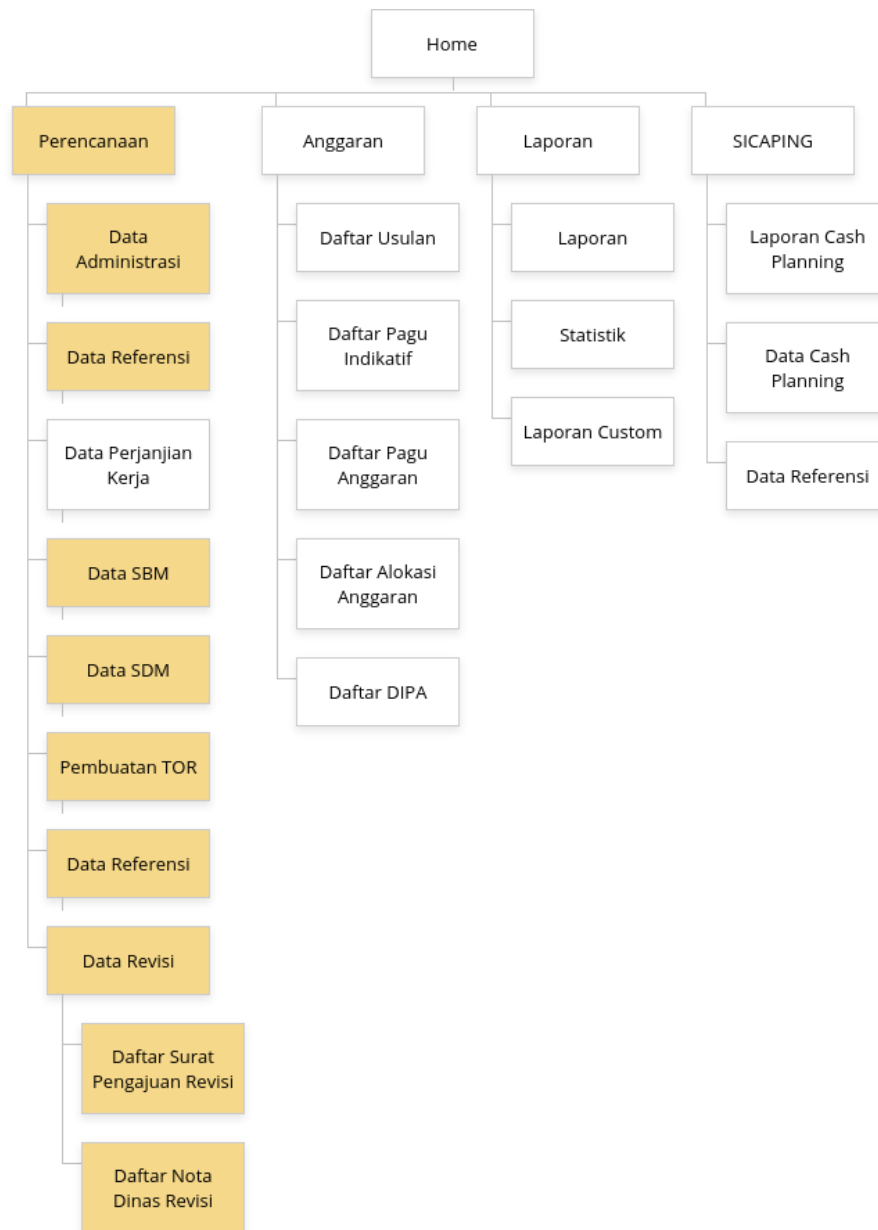 Home
Perencanaan
Data
Administrasi
Data Referensi
Data Perjanjian
Kerja
Data SBM
Data SDM
Pembuatan TOR
Data Referensi
Data Revisi
Daftar Surat
Pengajuan Revisi
Daftar Nota
Dinas Revisi
Anggaran
Daftar Usulan
Daftar Pagu
Indikatif
Daftar Pagu
Anggaran
Daftar Alokasi
Anggaran
Daftar DIPA
Laporan
Laporan
Statistik
Laporan Custom
SICAPING
Laporan Cash
Planning
Data Cash
Planning
Data Referensi